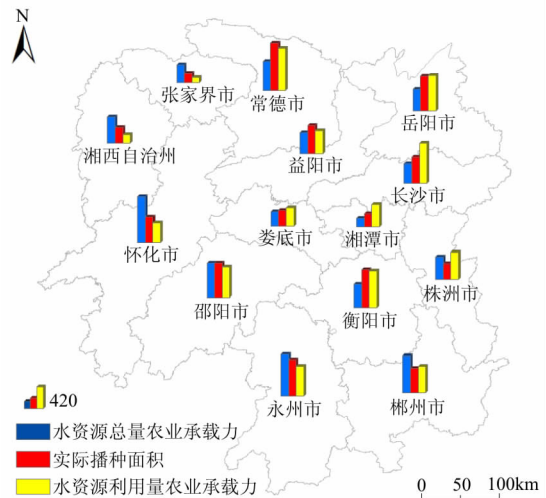 N
张家界市
常德市
岳阳市
湘西自治州
益阳市
长沙市
怀化市
娄底市
湘潭市
株洲市
邵阳市
衡阳市
永州市
郴州市
420
水资源总量农业承载力
实际播种面积
水资源利用量农业承载力
0 50 100km